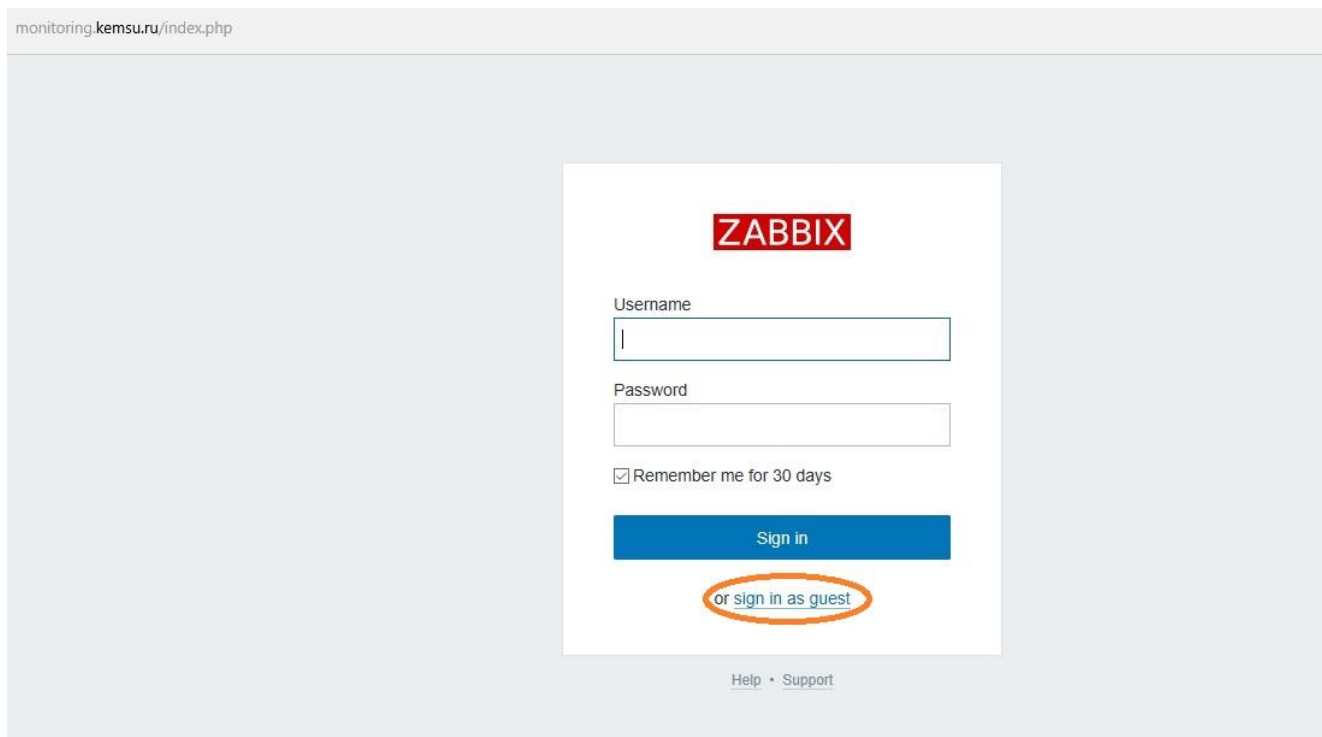 monitoring.kemsu.ru/index.php
ZABBIX
Username
Password
Remember me for 30 days
Sign in
or sign in as guest
Help • Support